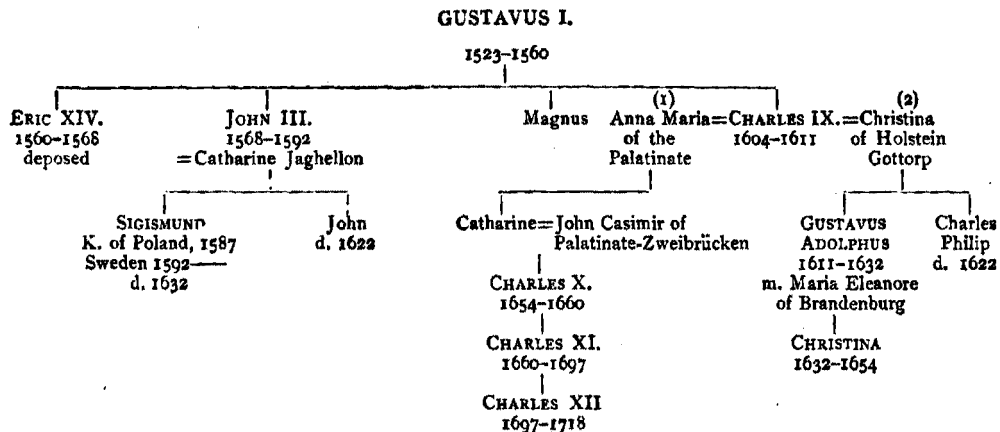 GUSTAVUS I.
1523–1560
ERIC XIV.
1560–1568
deposed
JOHN III.
1568–1592
=Catharine Jaghellon
Magnus
(1)
Anna Maria=CHARLES IX.=Christina
of the
Palatinate
1604–1611
(2)
of Holstein
Gottorp
SIGISMUND
K. of Poland, 1587
Sweden 1592——
d. 1632
John
d. 1622
Catharine=John Casimir of
Palatinate-Zweibrücken
GUSTAVUS
ADOLPHUS
1611–1632
m. Maria Eleanore
of Brandenburg
Charles
Philip
d. 1622
CHARLES X.
1654–1660
CHARLES XI.
1660–1697
CHARLES XII
1697–1718
CHRISTINA
1632–1654